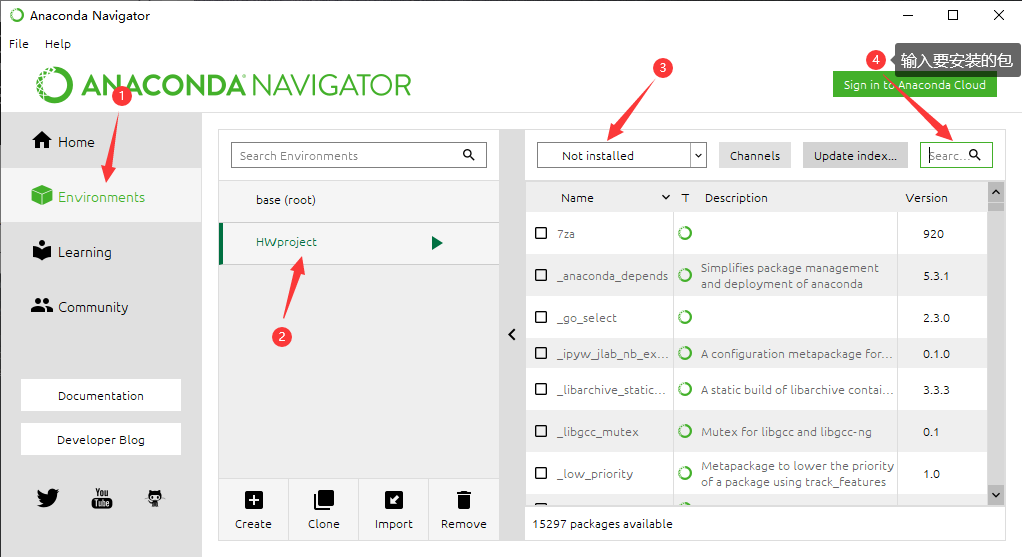 Anaconda Navigator
File Help
ANACONDA NAVIGATOR
1
3
4
输入要安装的包
Sign in to Anaconda Cloud
Home
Environments
Learning
Community
Documentation
Developer Blog
You Tube
Search Environments
base (root)
HWproject
2
Create Clone Import Remove
Not installed Channels Update index... Searc...
Name T Description Version
7za 920
_anaconda_depends Simplifies package management
and deployment of anaconda 5.3.1
_go_select 2.3.0
_ipyw_jlab_nb_ex... A configuration metapackage for... 0.1.0
_libarchive_static... A static build of libarchive contai... 3.3.3
_libgcc_mutex Mutex for libgcc and libgcc-ng 0.1
_low_priority Metapackage to lower the priority
of a package using track_features 1.0
15297 packages available